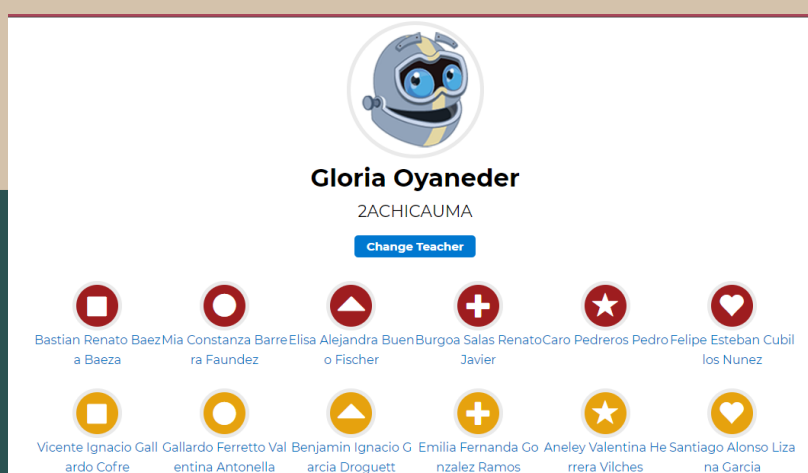 Gloria Oyaneder
2ACHICAUMA
Change Teacher
Bastian Renato Baez
a Baeza
Mia Constanza Barre
ra Faundez
Elisa Alejandra Buen
o Fischer
Burgoa Salas Renato
Javier
Caro Pedreros Pedro
Felipe Esteban Cubil
los Nunez
Vicente Ignacio Gall
ardo Cofre
Gallardo Ferretto Val
entina Antonella
Benjamin Ignacio G
arcia Droguett
Emilia Fernanda Go
nzalez Ramos
Aneley Valentina He
rrera Vilches
Santiago Alonso Liza
na Garcia